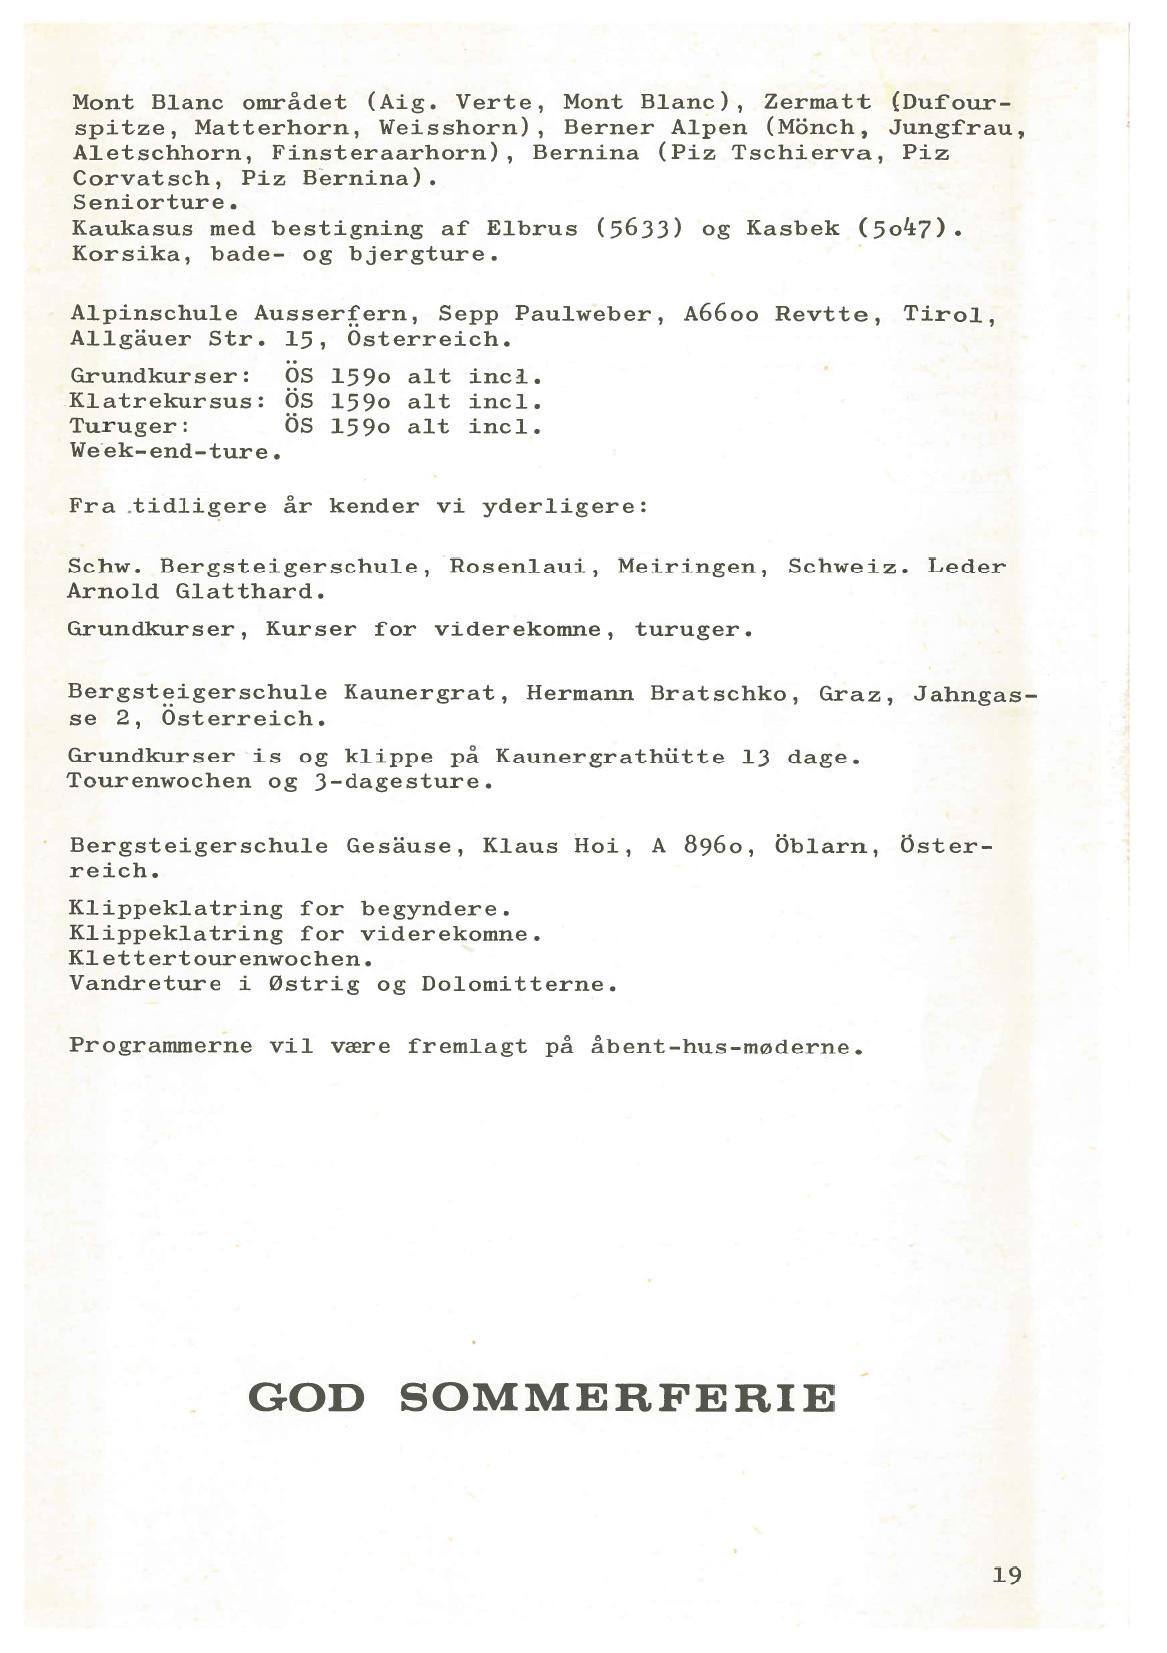 Mont Blanc området (Aig. Verte, Mont Blanc), Zermatt (Dufour-
spitze, Matterhorn, Weisshorn), Berner Alpen (Mönch, Jungfrau,
Aletschhorn, Finsteraarhorn), Bernina (Piz Tschierva, Piz
Corvatsch, Piz Bernina).
Seniorture.
Kaukasus med bestigning af Elbrus (5633) og Kasbek (5o47).
Korsika, bade- og bjergture.
Alpinschule Ausserfern, Sepp Paulweber, A66oo Revtte, Tirol,
Allgäuer Str. 15, Österreich.
Grundkurser: ÖS 159o alt incl.
Klatrekursus: ÖS 159o alt incl.
Turuger: ÖS 159o alt incl.
Week-end-ture.
Fra tidligere år kender vi yderligere:
Schw. Bergsteigerschule, Rosenlaui, Meiringen, Schweiz. Leder
Arnold Glatthard.
Grundkurser, Kurser for viderekomne, turuger.
Bergsteigerschule Kaunergrat, Hermann Bratschko, Graz, Jahngas-
se 2, Österreich.
Grundkurser is og klippe på Kaunergrathütte 13 dage.
Tourenwochen og 3-dagesture.
Bergsteigerschule Gesäuse, Klaus Hoi, A 896o, Öblarn, Öster-
reich.
Klippeklatring for begyndere.
Klippeklatring for viderekomne.
Klettertourenwochen.
Vandreture i Østrig og Dolomitterne.
Programmerne vil være fremlagt på åbent-hus-møderne.
GOD SOMMERFERIE
19